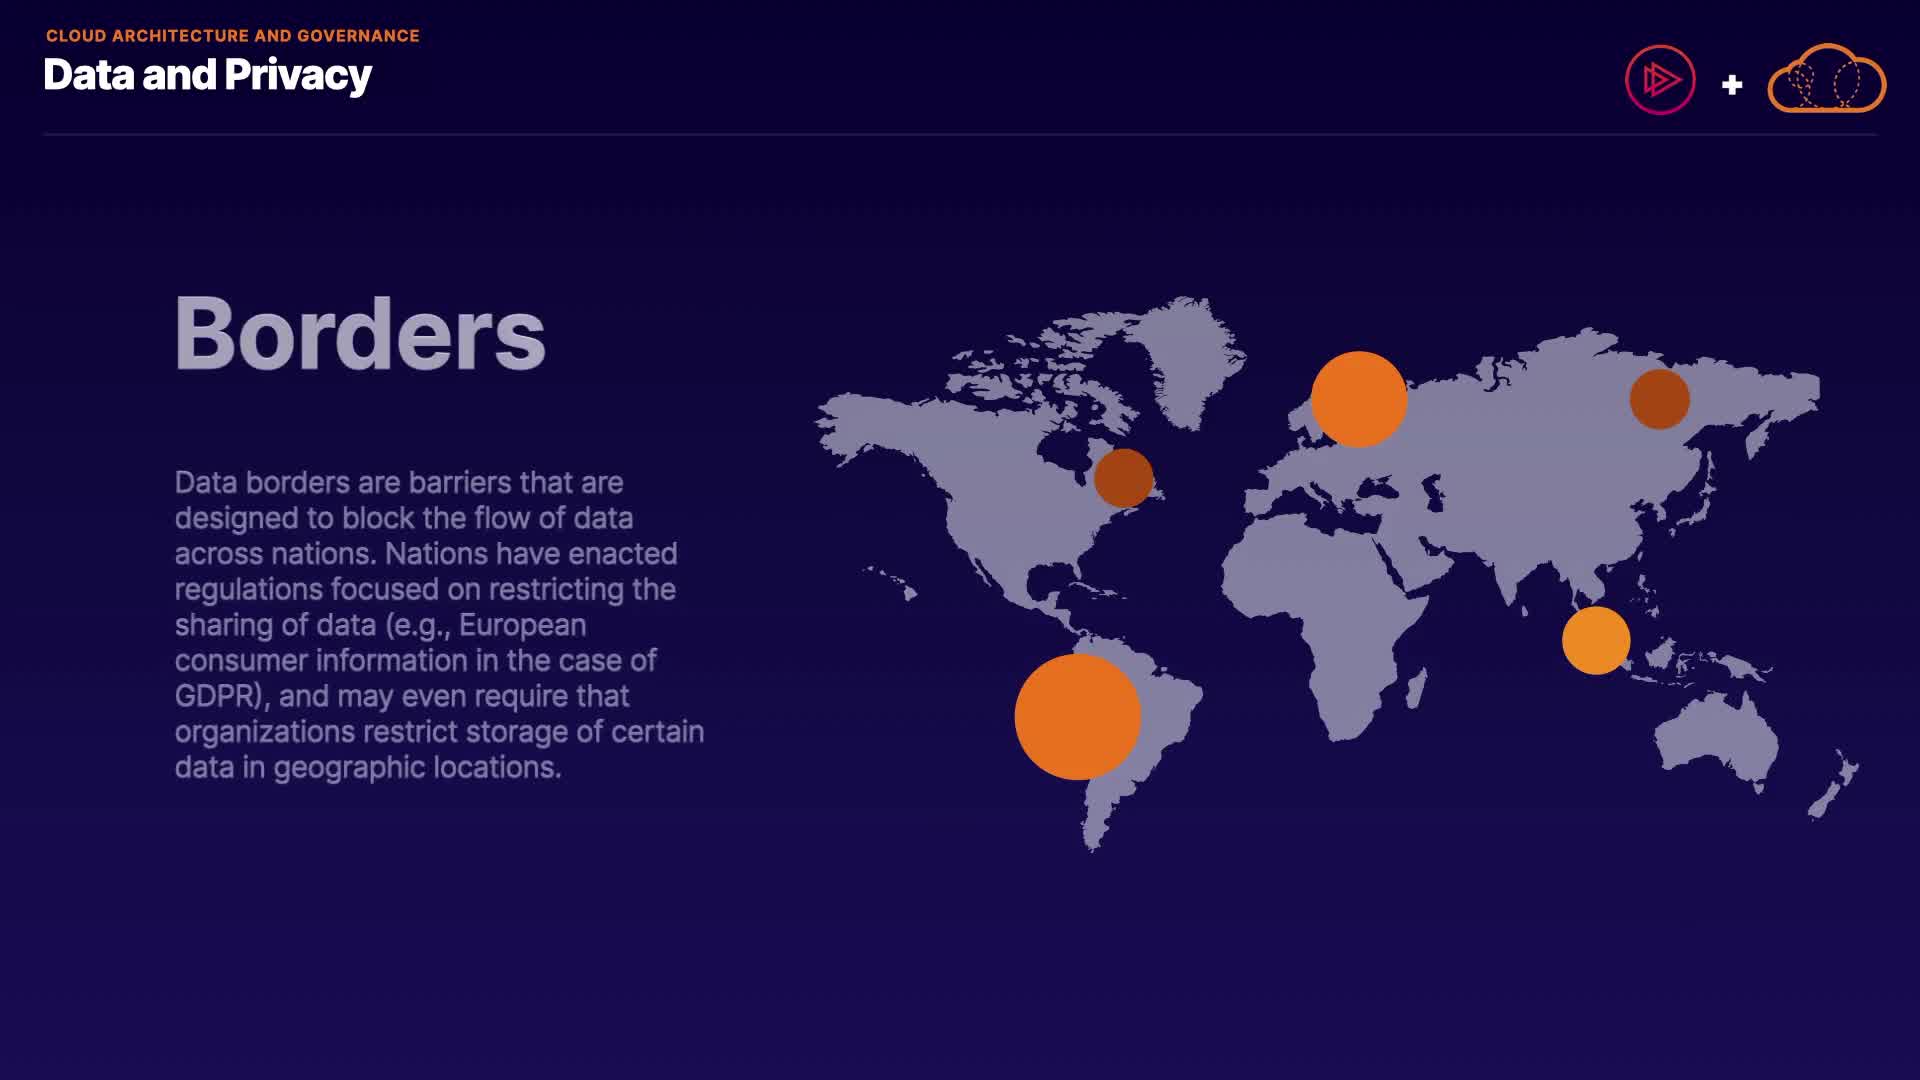 CLOUD ARCHITECTURE AND GOVERNANCE
Data and Privacy
+
Borders
Data borders are barriers that are
designed to block the flow of data
across nations. Nations have enacted
regulations focused on restricting the
sharing of data (e.g., European
consumer information in the case of
GDPR), and may even require that
organizations restrict storage of certain
data in geographic locations.